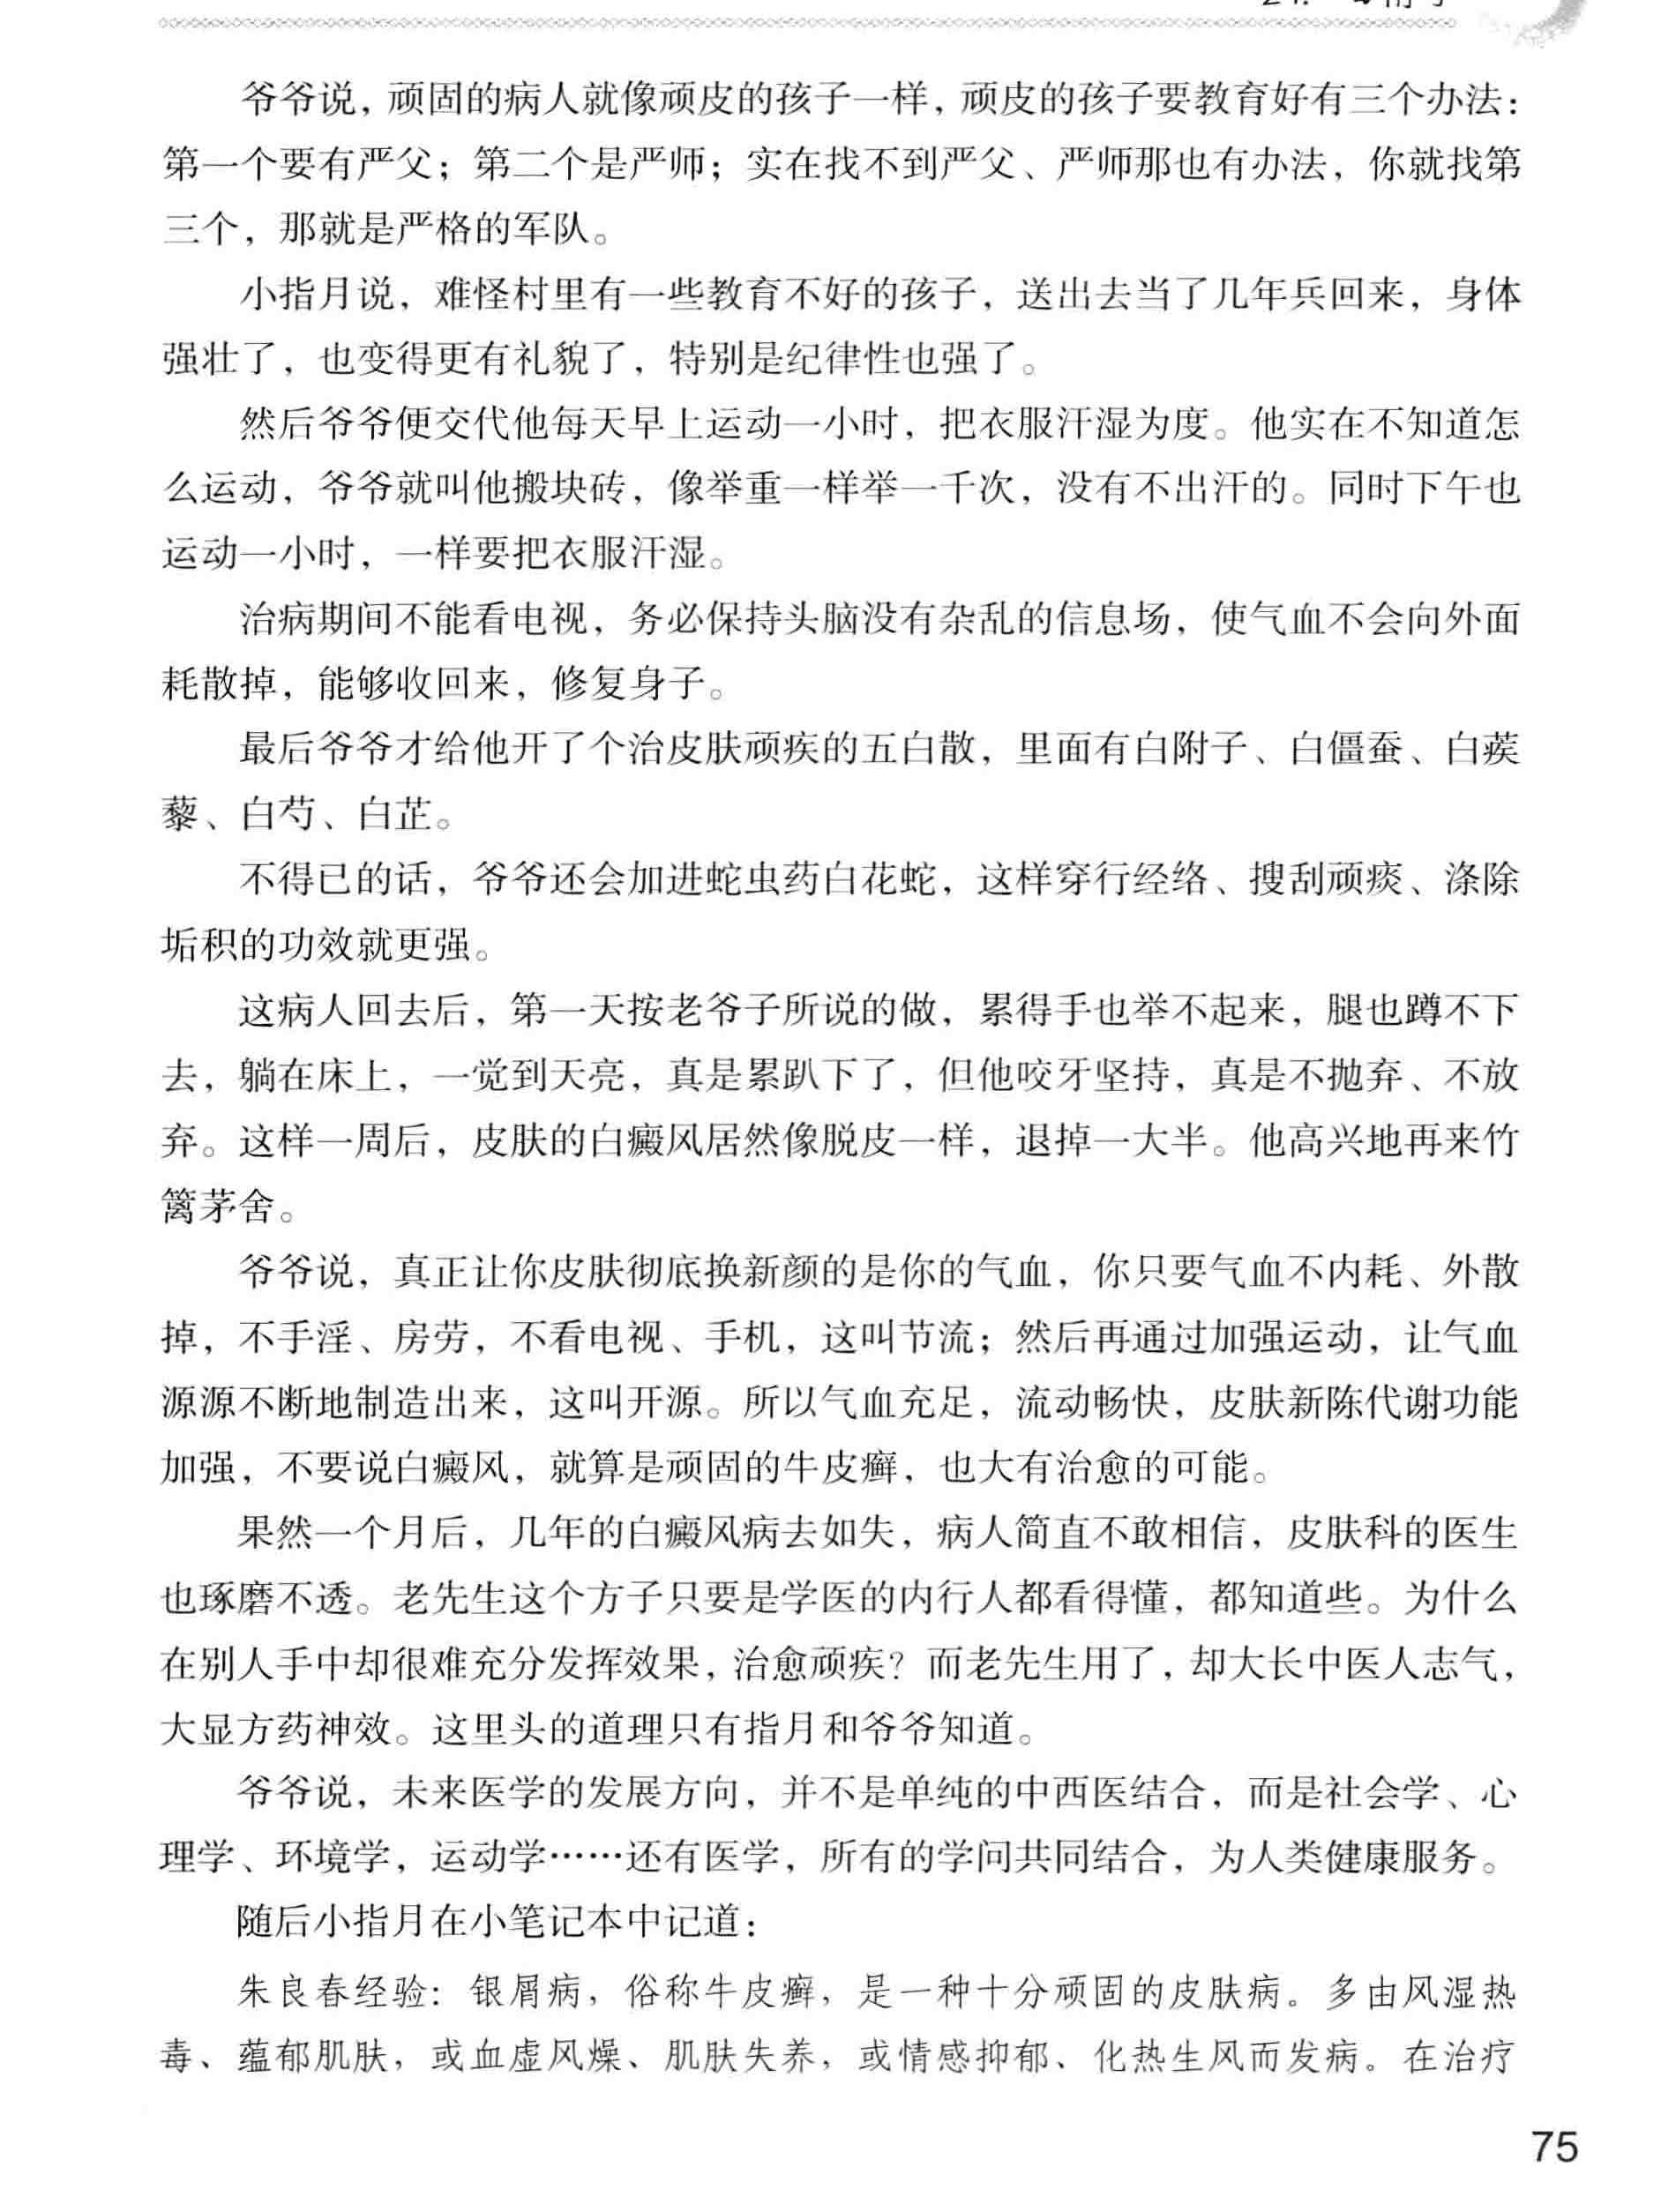 爷爷说，顽固的病人就像顽皮的孩子一样，顽皮的孩子要教育好有三个办法：
第一个要有严父；第二个是严师；实在找不到严父、严师那也有办法，你就找第
三个，那就是严格的军队。
小指月说，难怪村里有一些教育不好的孩子，送出去当了几年兵回来，身体
强壮了，也变得更有礼貌了，特别是纪律性也强了。
然后爷爷便交代他每天早上运动一小时，把衣服汗湿为度。他实在不知道怎
么运动，爷爷就叫他搬块砖，像举重一样举一千次，没有不出汗的。同时下午也
运动一小时，一样要把衣服汗湿。
治病期间不能看电视，务必保持头脑没有杂乱的信息场，使气血不会向外面
耗散掉，能够收回来，修复身子。
最后爷爷才给他开了个治皮肤顽疾的五白散，里面有白附子、白僵蚕、白蒺
藜、白芍、白芷。
不得已的话，爷爷还会加进蛇虫药白花蛇，这样穿行经络、搜刮顽痰、涤除
垢积的功效就更强。
这病人回去后，第一天按老爷子所说的做，累得手也举不起来，腿也蹲不下
去，躺在床上，一觉到天亮，真是累趴下了，但他咬牙坚持，真是不抛弃、不放
弃。这样一周后，皮肤的白癜风居然像脱皮一样，退掉一大半。他高兴地再来竹
篱茅舍。
爷爷说，真正让你皮肤彻底换新颜的是你的气血，你只要气血不内耗、外散
掉，不手淫、房劳，不看电视、手机，这叫节流；然后再通过加强运动，让气血
源源不断地制造出来，这叫开源。所以气血充足，流动畅快，皮肤新陈代谢功能
加强，不要说白癜风，就算是顽固的牛皮癣，也大有治愈的可能。
果然一个月后，几年的白癜风病去如失，病人简直不敢相信，皮肤科的医生
也琢磨不透。老先生这个方子只要是学医的内行人都看得懂，都知道些。为什么
在别人手中却很难充分发挥效果，治愈顽疾？而老先生用了，却大长中医人志气，
大显方药神效。这里头的道理只有指月和爷爷知道。
爷爷说，未来医学的发展方向，并不是单纯的中西医结合，而是社会学、心
理学、环境学，运动学……还有医学，所有的学问共同结合，为人类健康服务。
随后小指月在小笔记本中记道：
朱良春经验：银屑病，俗称牛皮癣，是一种十分顽固的皮肤病。多由风湿热
毒、蕴郁肌肤，或血虚风燥、肌肤失养，或情感抑郁、化热生风而发病。在治疗
75